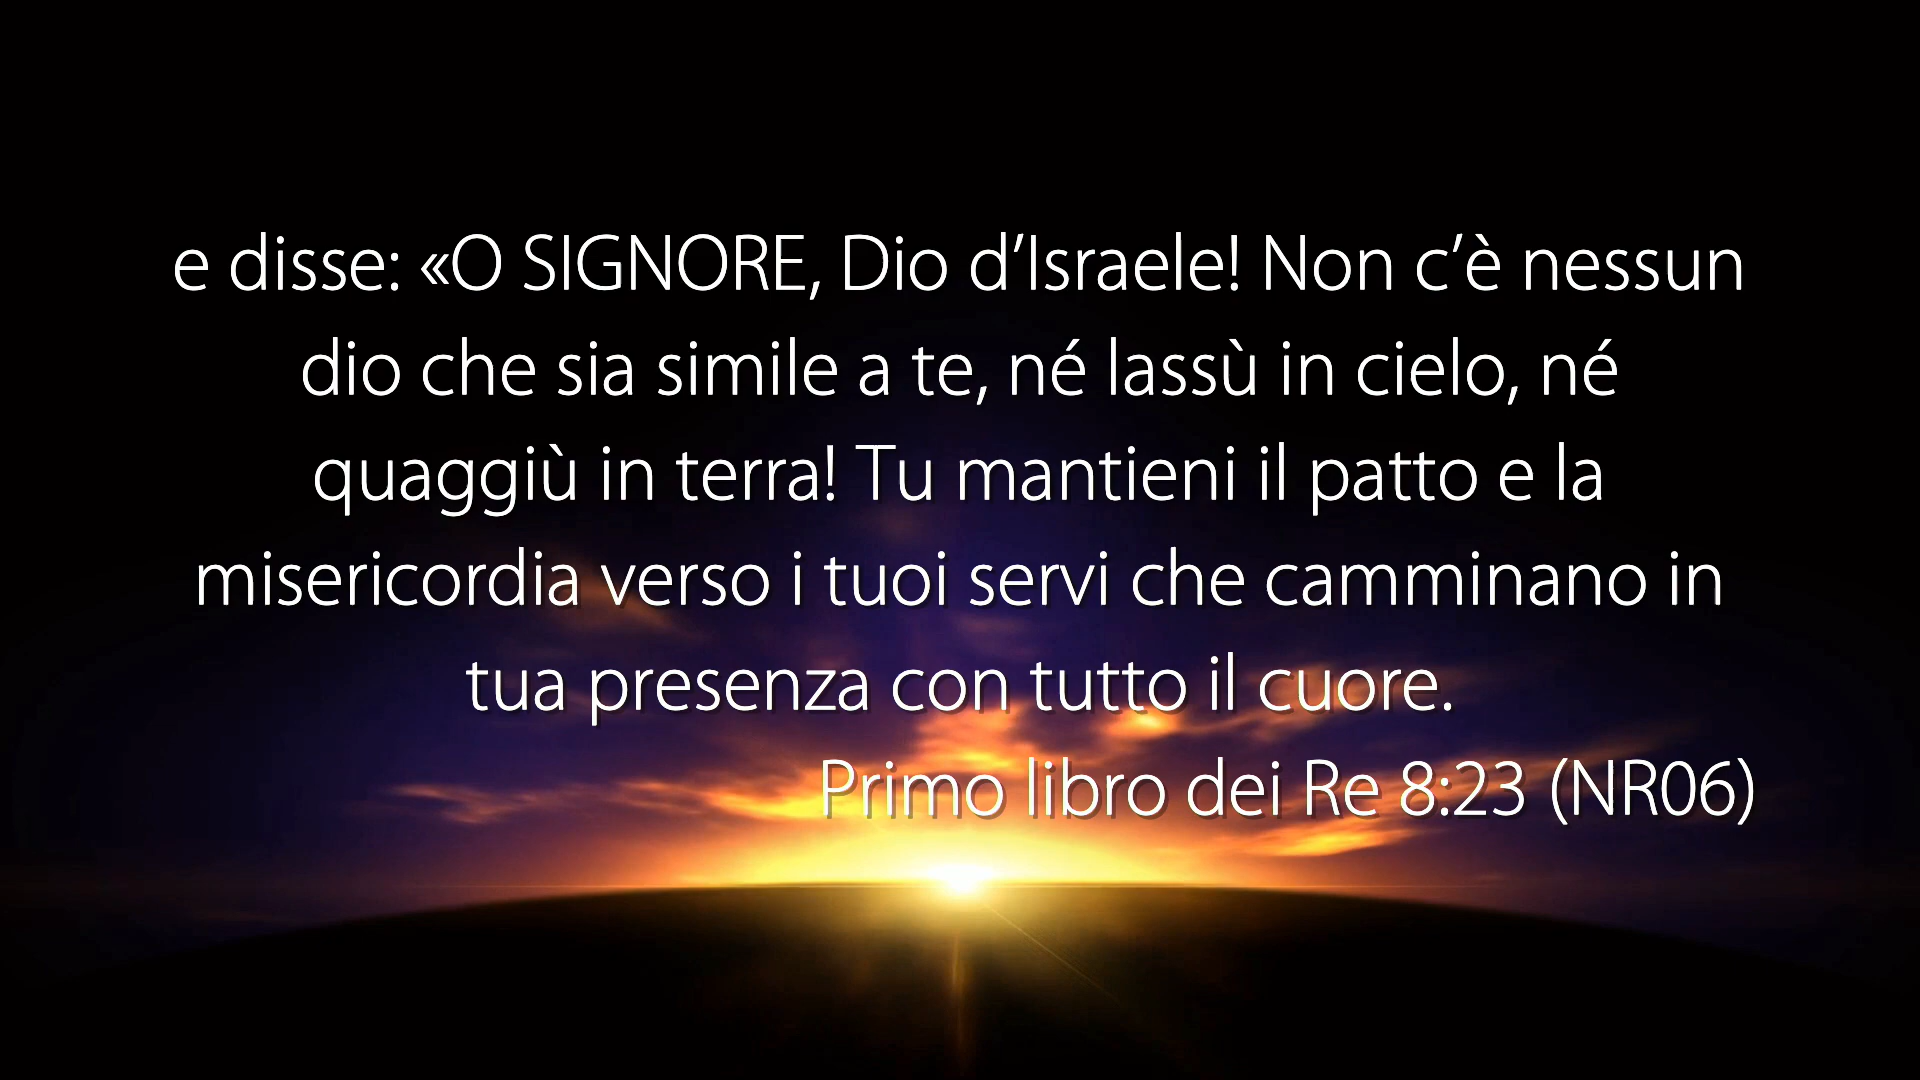 e disse: «O SIGNORE, Dio d’Israele! Non c’è nessun
dio che sia simile a te, né lassù in cielo, né
quaggiù in terra! Tu mantieni il patto e la
misericordia verso i tuoi servi che camminano in
tua presenza con tutto il cuore.
Primo libro dei Re 8:23 (NR06)